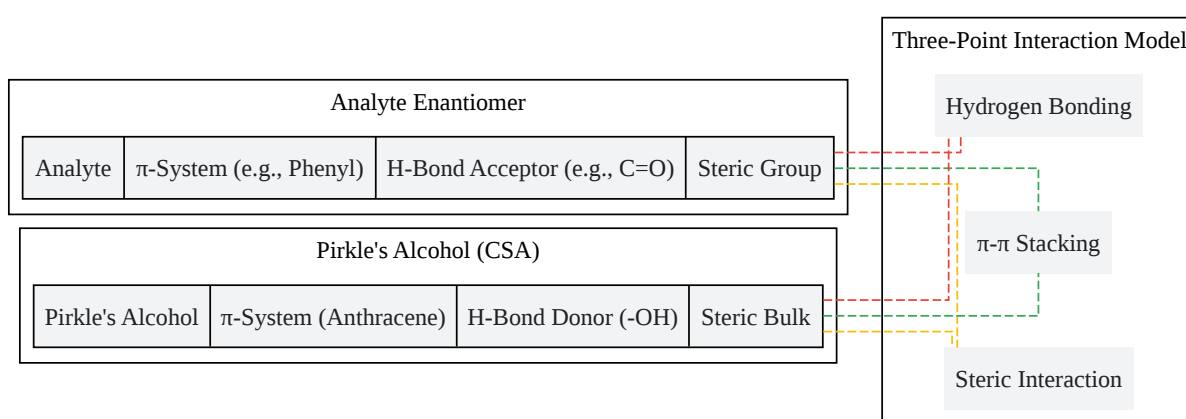 Three-Point Interaction Model
Analyte Enantiomer
Hydrogen Bonding
Analyte
π-System (e.g., Phenyl)
H-Bond Acceptor (e.g., C=O)
Steric Group
π-π Stacking
Pirkle's Alcohol (CSA)
Pirkle's Alcohol
π-System (Anthracene)
H-Bond Donor (-OH)
Steric Bulk
Steric Interaction